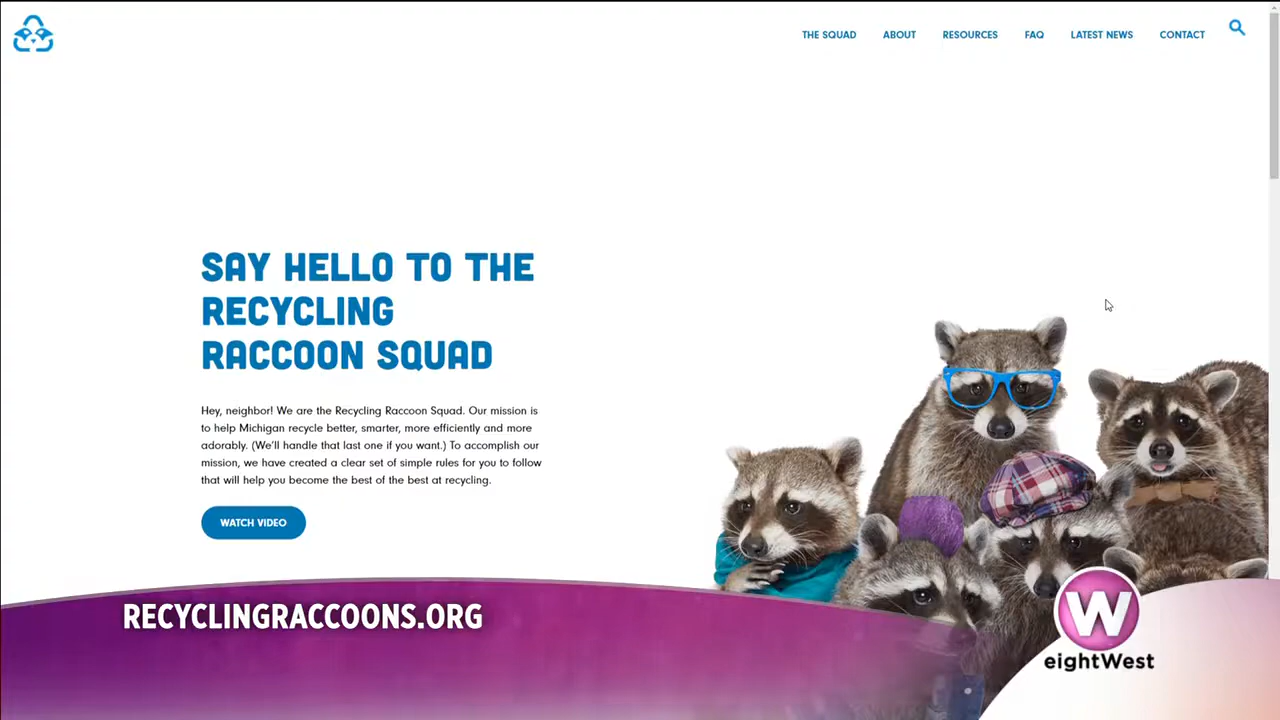 THE SQUAD
ABOUT
RESOURCES
FAQ
LATEST NEWS
CONTACT
SAY HELLO TO THE
RECYCLING
RACCOON SQUAD
Hey, neighbor! We are the Recycling Raccoon Squad. Our mission is
to help Michigan recycle better, smarter, more efficiently and more
adorably. (We'll handle that last one if you want.) To accomplish our
mission, we have created a clear set of simple rules for you to follow
that will help you become the best of the best at recycling.
WATCH VIDEO
RECYCLINGRACCOONS.ORG
W
eightWest